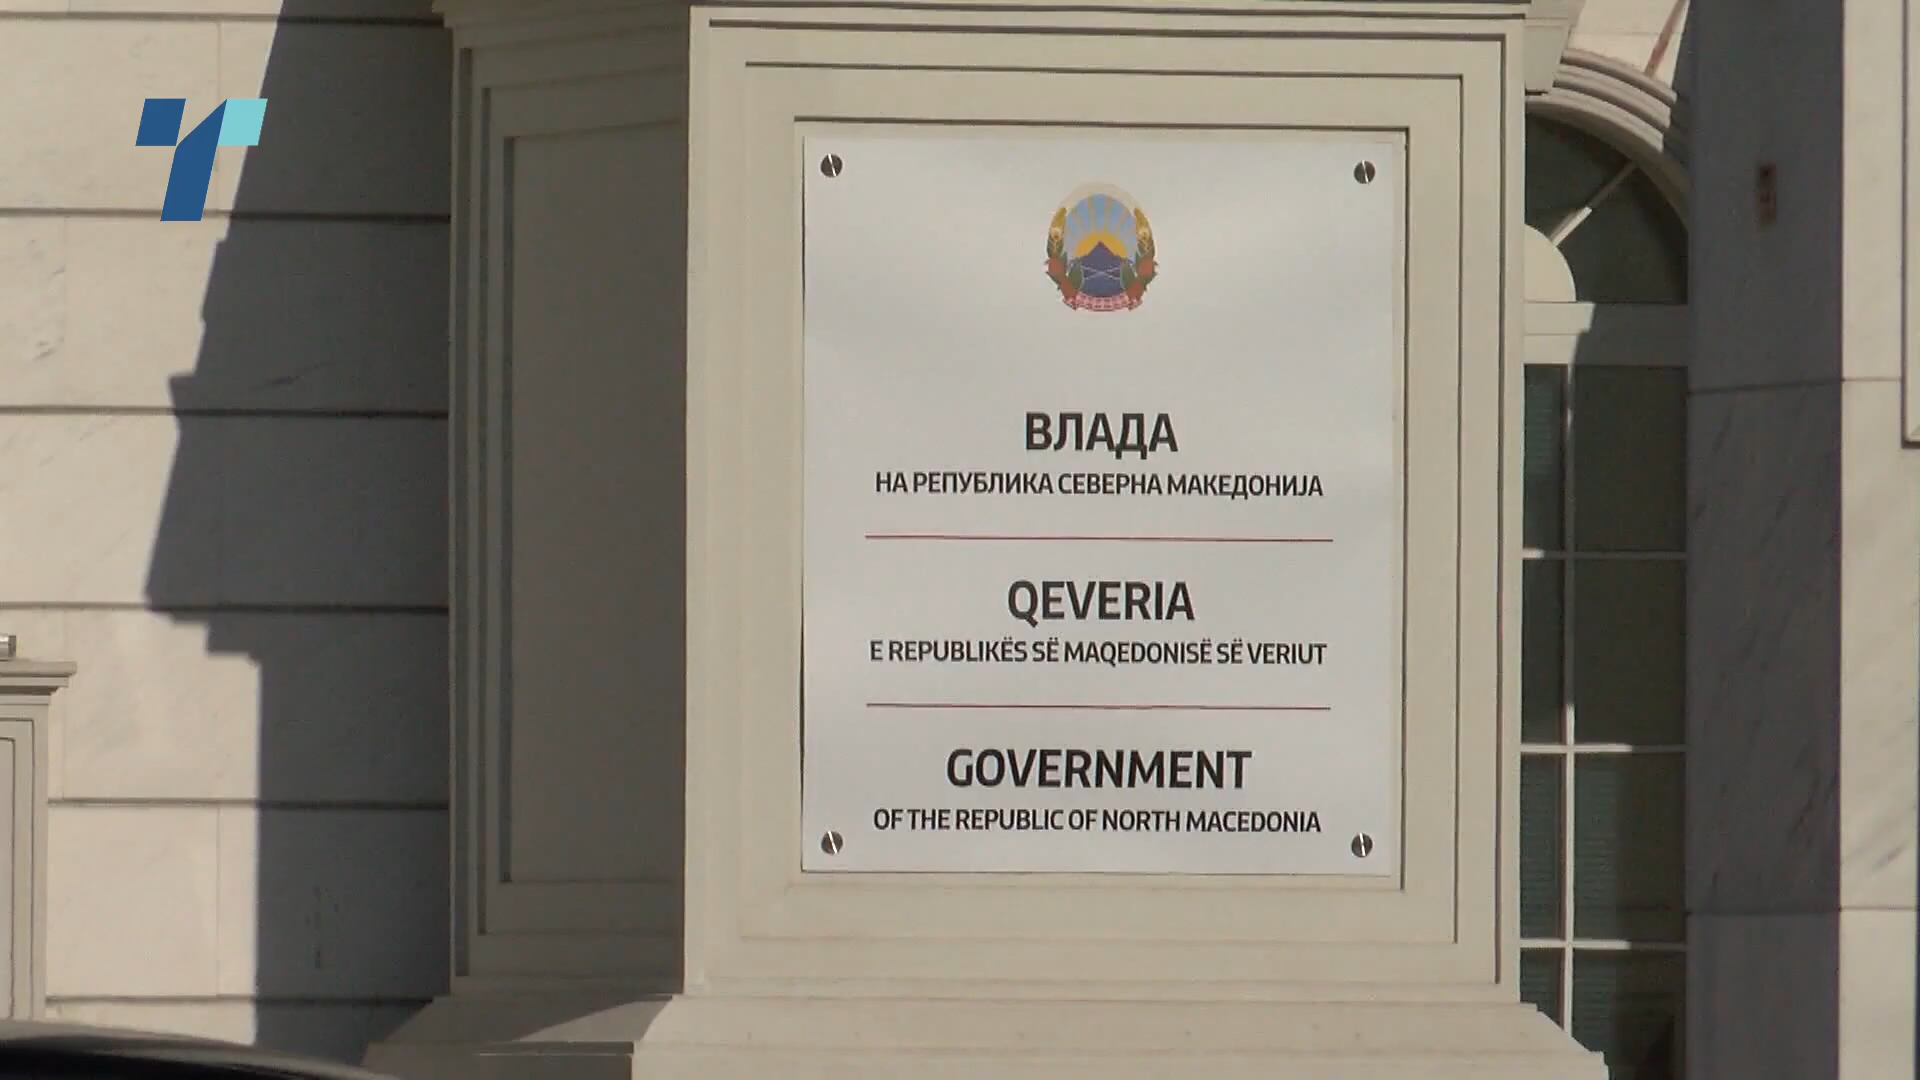 ВЛАДА
НА РЕПУБЛИКА СЕВЕРНА МАКЕДОНИЈА
QEVERIA
E REPUBLIKËS SË MAQEDONISË SË VERIUT
GOVERNMENT
OF THE REPUBLIC OF NORTH MACEDONIA